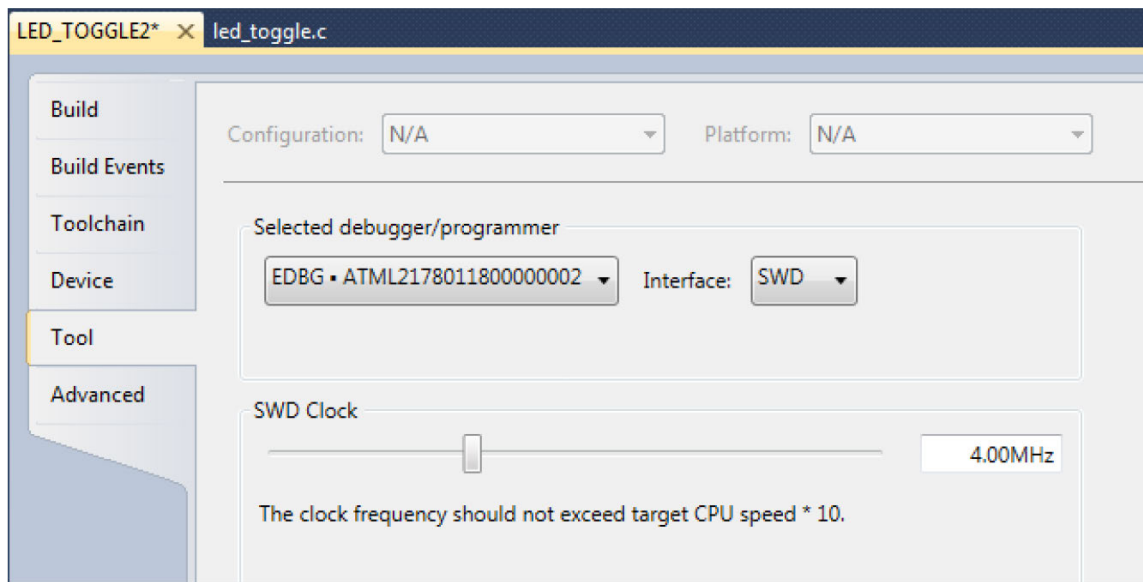 LED_TOGGLE2* led_toggle.c
Build
Build Events
Toolchain
Device
Tool
Advanced
Configuration: N/A Platform: N/A
Selected debugger/programmer
EDBG ▪ ATML2178011800000002 Interface: SWD
SWD Clock
4.00MHz
The clock frequency should not exceed target CPU speed * 10.